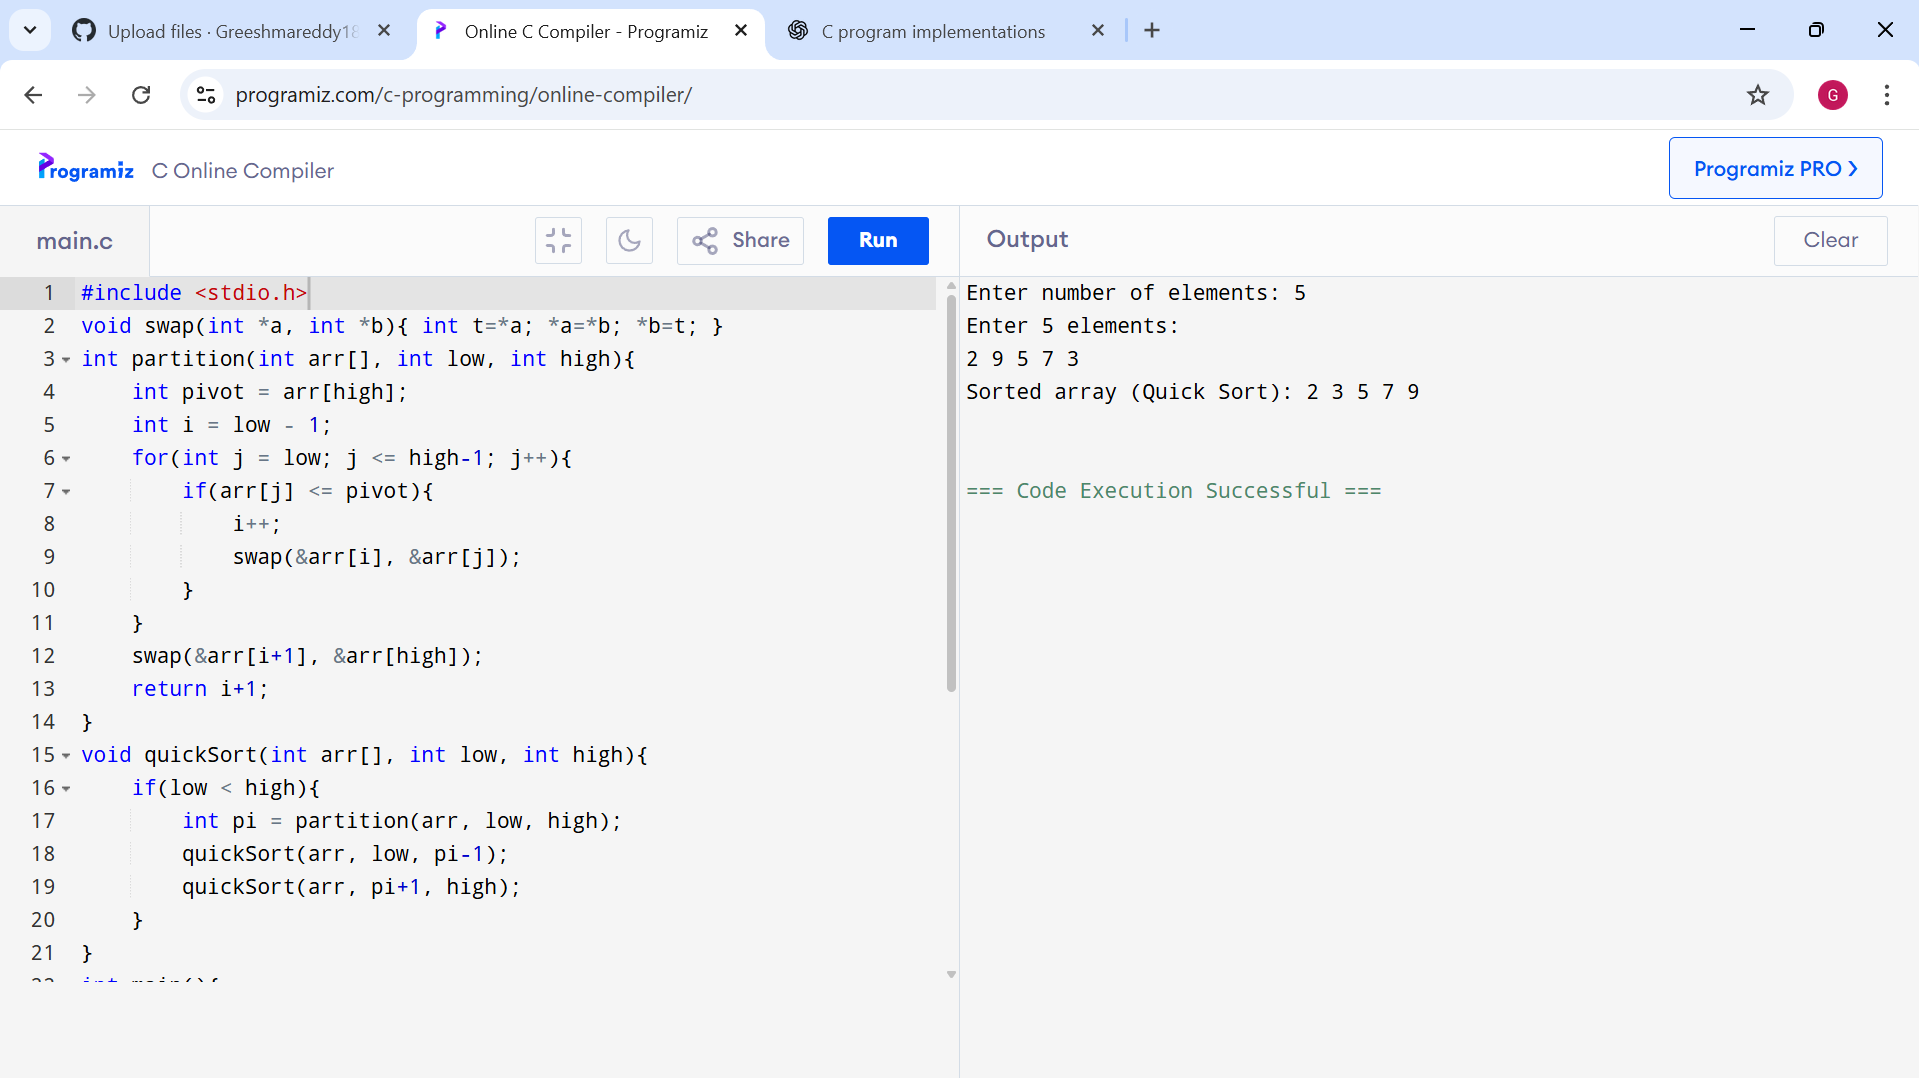 Upload files · Greeshmareddy18
Online C Compiler - Programiz
C program implementations
programiz.com/c-programming/online-compiler/
G
Programiz C Online Compiler
Programiz PRO ❯
main.c
Share
Run
Output
Clear
1 #include <stdio.h>
2 void swap(int *a, int *b){ int t=*a; *a=*b; *b=t; }
3 int partition(int arr[], int low, int high){
4 int pivot = arr[high];
5 int i = low - 1;
6 for(int j = low; j <= high-1; j++){
7 if(arr[j] <= pivot){
8 i++;
9 swap(&arr[i], &arr[j]);
10 }
11 }
12 swap(&arr[i+1], &arr[high]);
13 return i+1;
14 }
15 void quickSort(int arr[], int low, int high){
16 if(low < high){
17 int pi = partition(arr, low, high);
18 quickSort(arr, low, pi-1);
19 quickSort(arr, pi+1, high);
20 }
21 }
22 int main(){
Enter number of elements: 5
Enter 5 elements:
2 9 5 7 3
Sorted array (Quick Sort): 2 3 5 7 9
=== Code Execution Successful ===